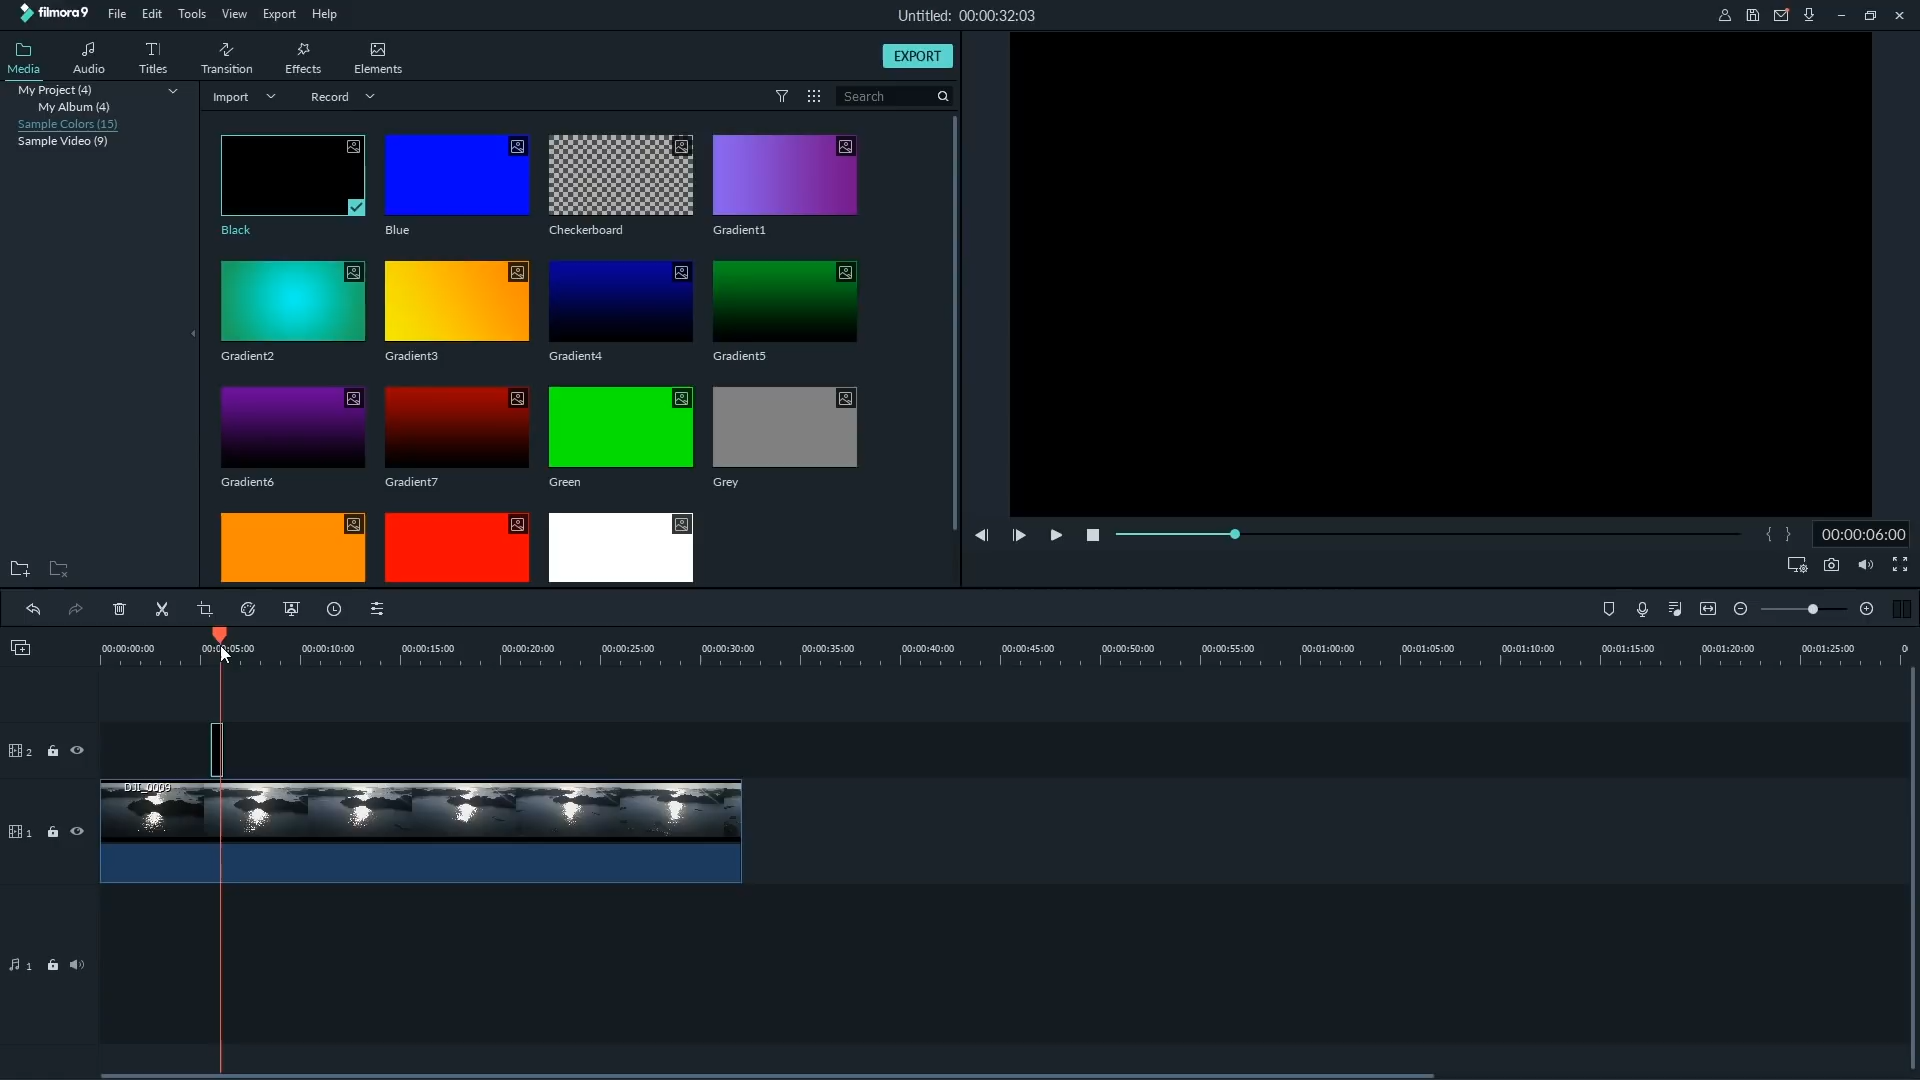 filmora9 File Edit Tools View Export Help Untitled: 00:00:32:03
Media Audio Titles Transition Effects Elements EXPORT
My Project (4)
My Album (4)
Sample Colors (15)
Sample Video (9)
Import Record Search
Black Blue Checkerboard Gradient1
Gradient2 Gradient3 Gradient4 Gradient5
Gradient6 Gradient7 Green Grey
{ } 00:00:06:00
00:00:00:00 00:00:10:00 00:00:15:00 00:00:20:00 00:00:25:00 00:00:30:00 00:00:35:00 00:00:40:00 00:00:45:00 00:00:50:00 00:00:55:00 00:01:00:00 00:01:05:00 00:01:10:00 00:01:15:00 00:01:20:00 00:01:25:00
2
DJI_0009
1
1